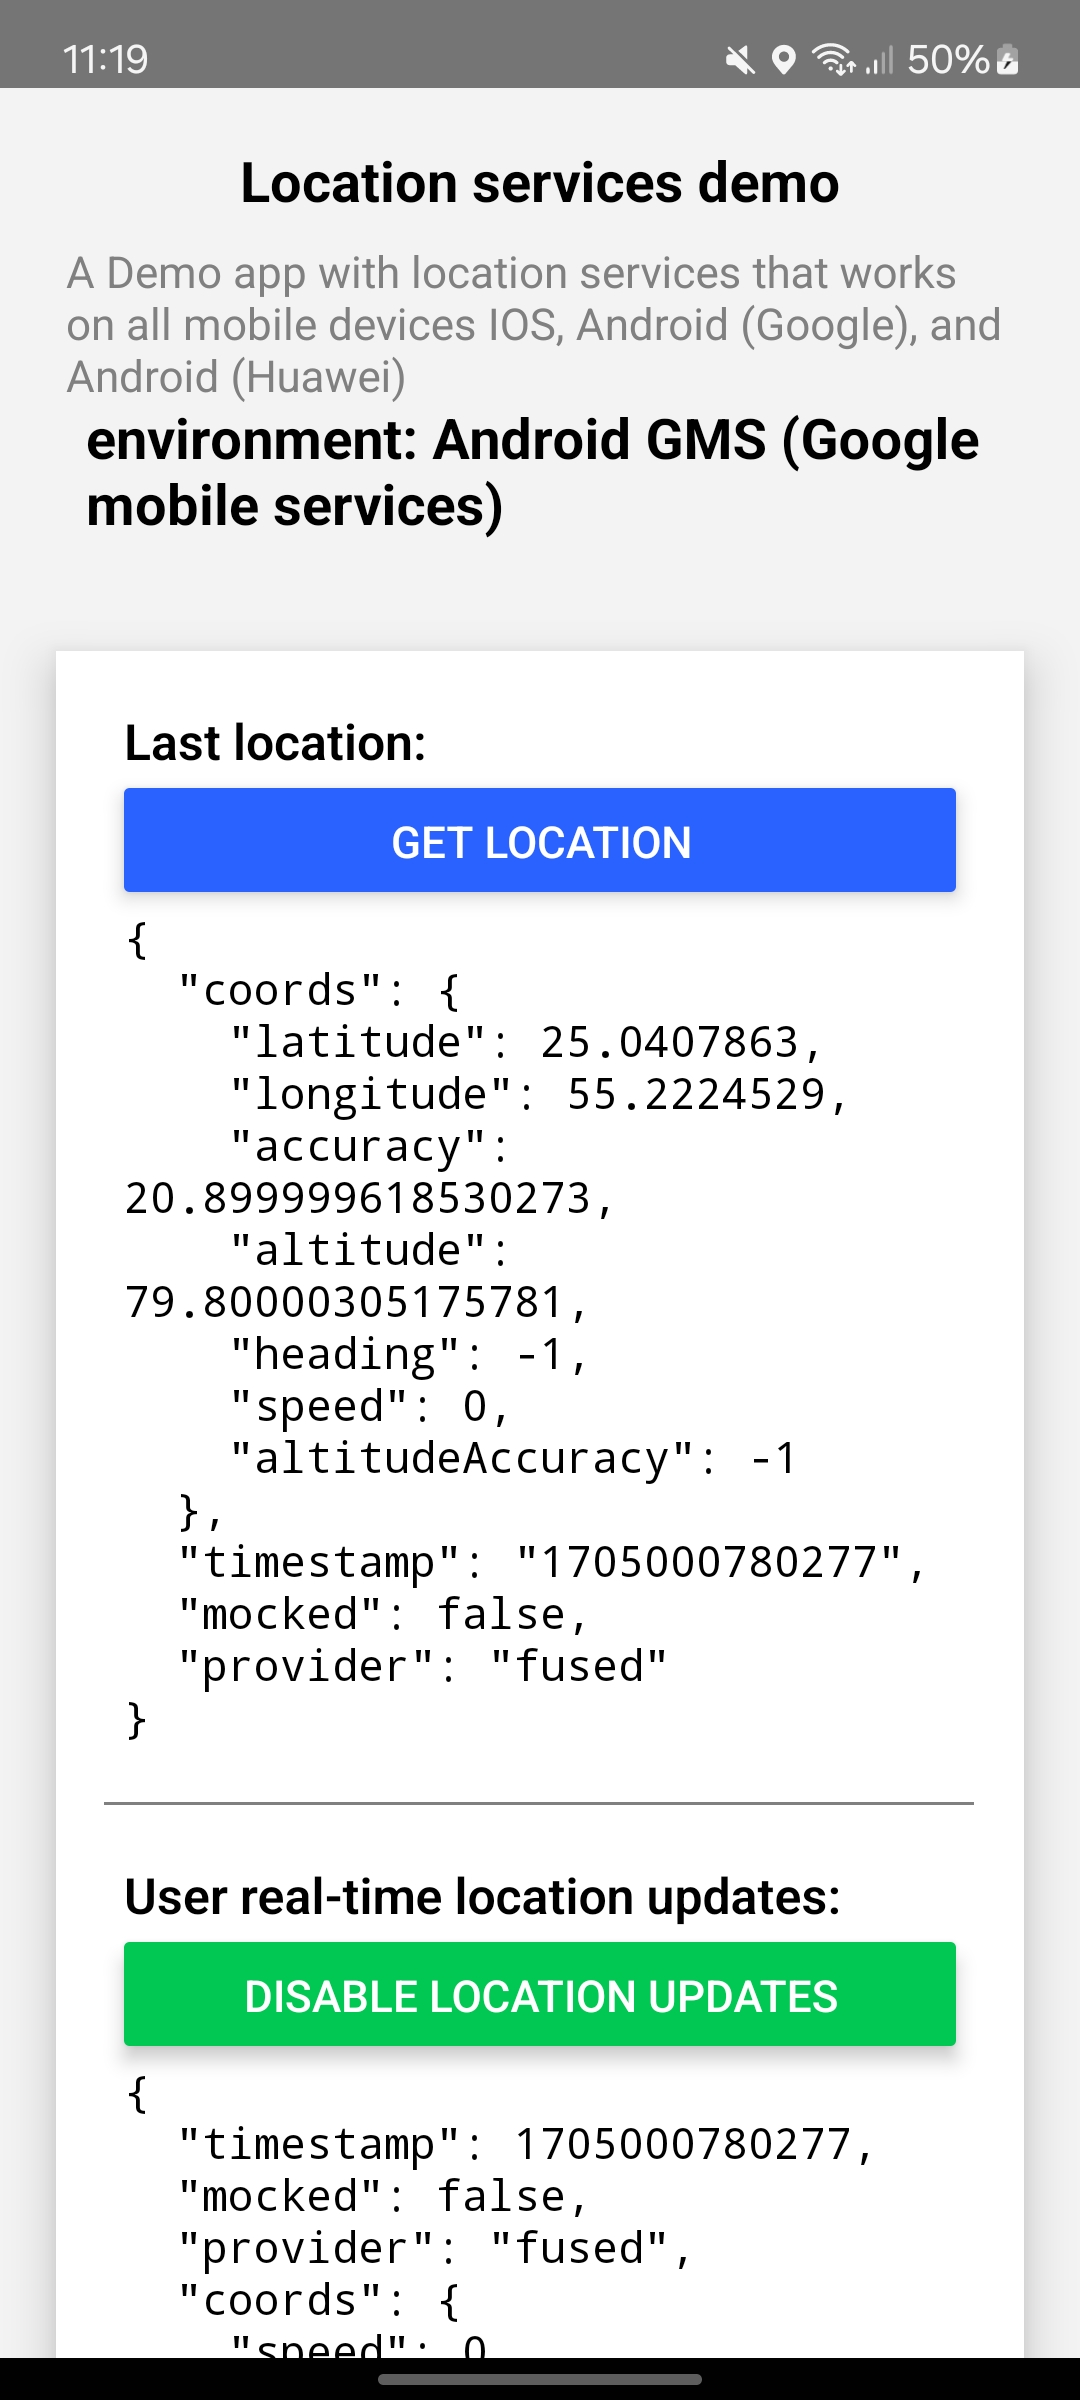 11:19 50%
Location services demo
A Demo app with location services that works
on all mobile devices IOS, Android (Google), and
Android (Huawei)
environment: Android GMS (Google
mobile services)
Last location:
GET LOCATION
{
  "coords": {
    "latitude": 25.0407863,
    "longitude": 55.2224529,
    "accuracy":
20.899999618530273,
    "altitude":
79.80000305175781,
    "heading": -1,
    "speed": 0,
    "altitudeAccuracy": -1
  },
  "timestamp": "1705000780277",
  "mocked": false,
  "provider": "fused"
}
User real-time location updates:
DISABLE LOCATION UPDATES
{
  "timestamp": 1705000780277,
  "mocked": false,
  "provider": "fused",
  "coords": {
    "speed": 0